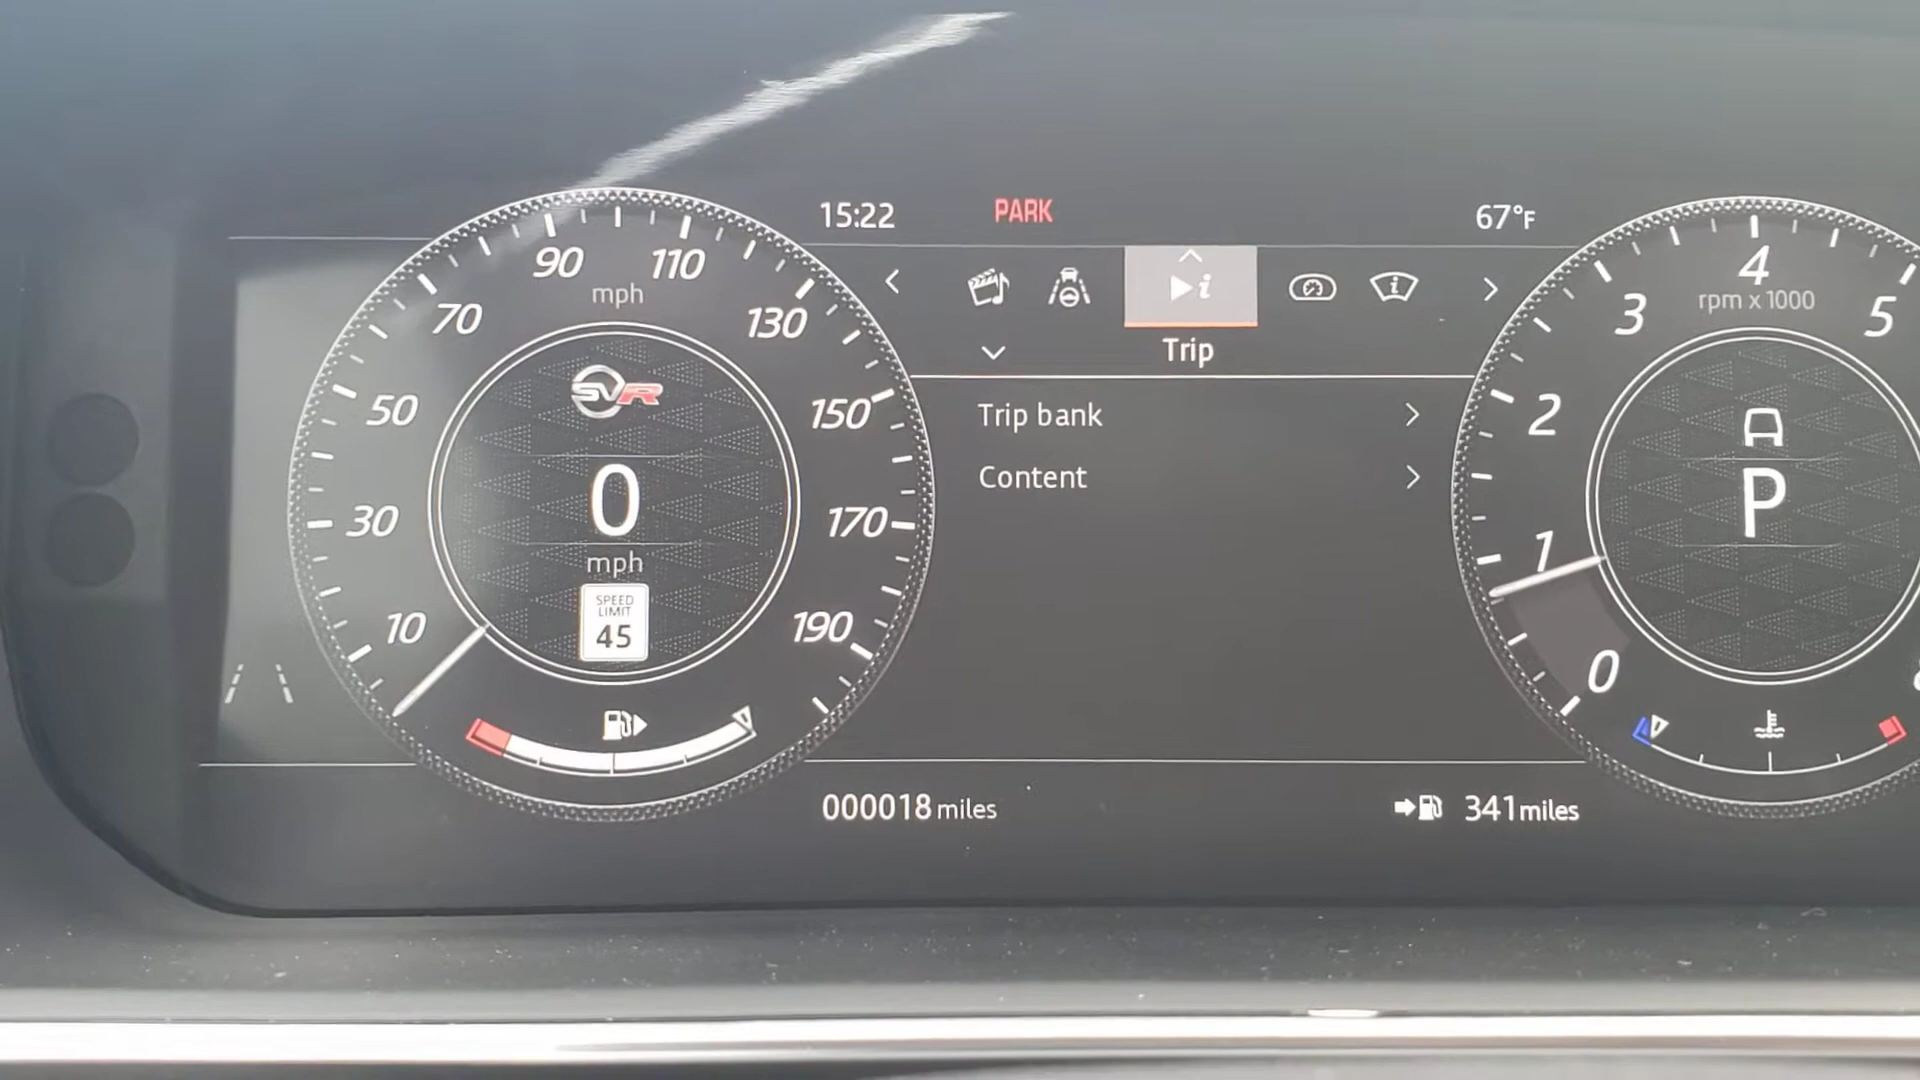 15:22
PARK
67°F
Trip
Trip bank
Content
90
110
mph
70
130
50
150
30
170
10
190
SVR
0
mph
SPEED
LIMIT
45
4
rpm x 1000
3
5
2
1
0
P
000018 miles
341 miles